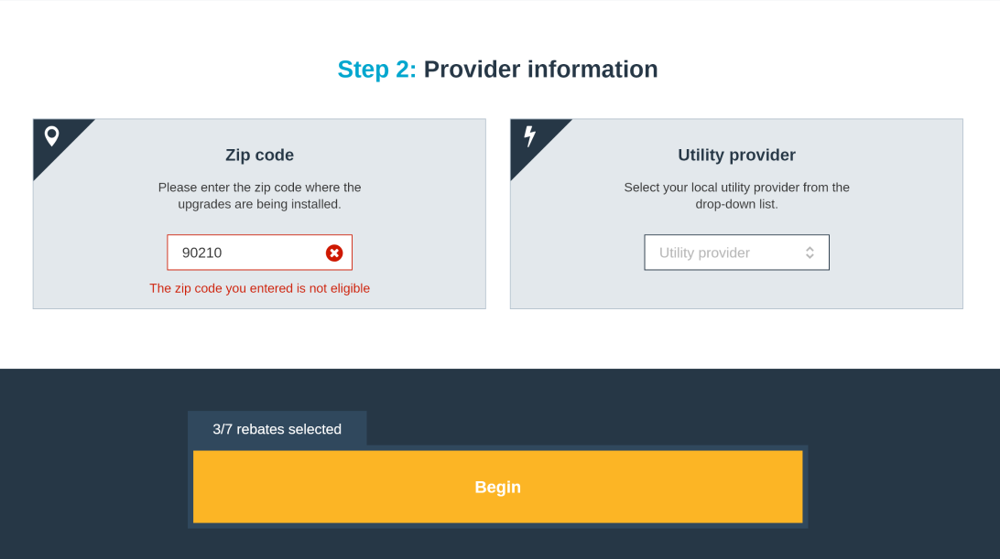 Step 2: Provider information
Zip code
Please enter the zip code where the
upgrades are being installed.
90210
The zip code you entered is not eligible
Utility provider
Select your local utility provider from the
drop-down list.
Utility provider
3/7 rebates selected
Begin